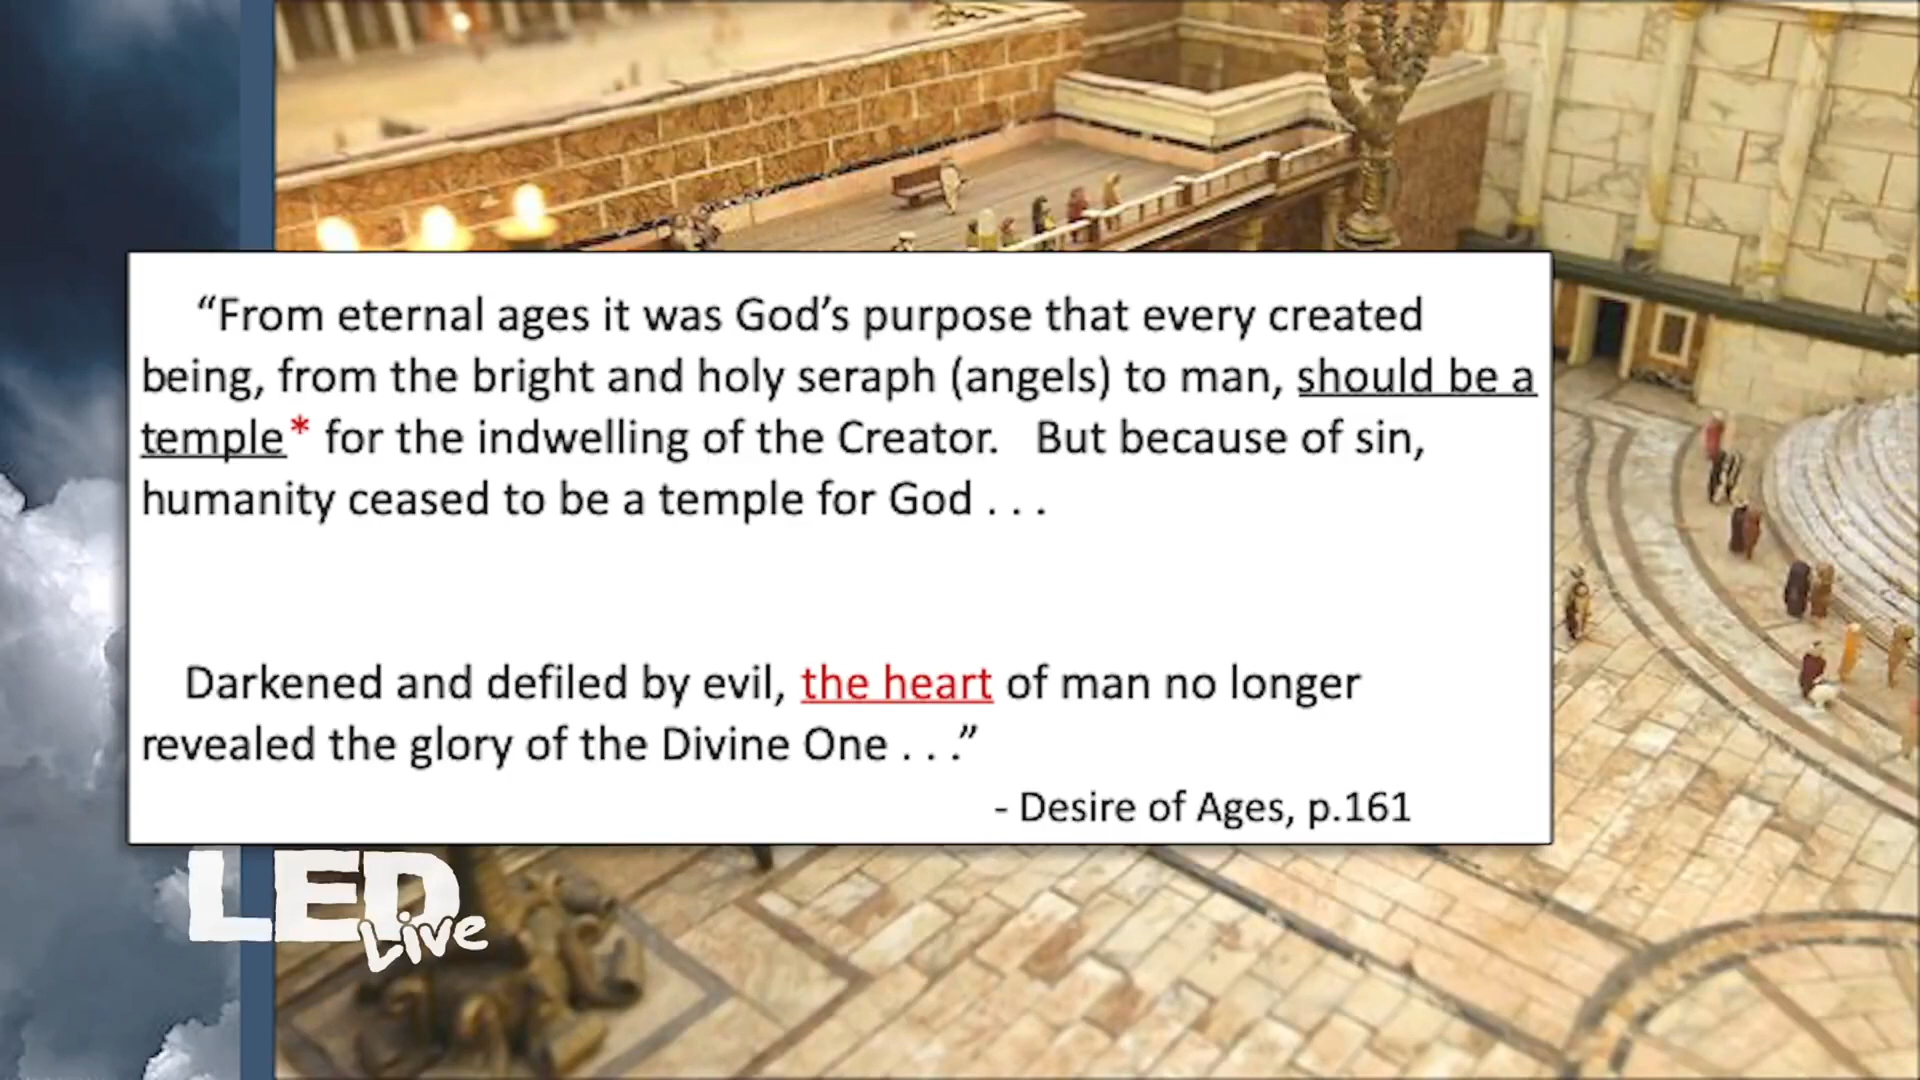 “From eternal ages it was God’s purpose that every created
being, from the bright and holy seraph (angels) to man, should be a
temple* for the indwelling of the Creator.   But because of sin,
humanity ceased to be a temple for God . . .
Darkened and defiled by evil, the heart of man no longer
revealed the glory of the Divine One . . .”
- Desire of Ages, p.161
LED
Live